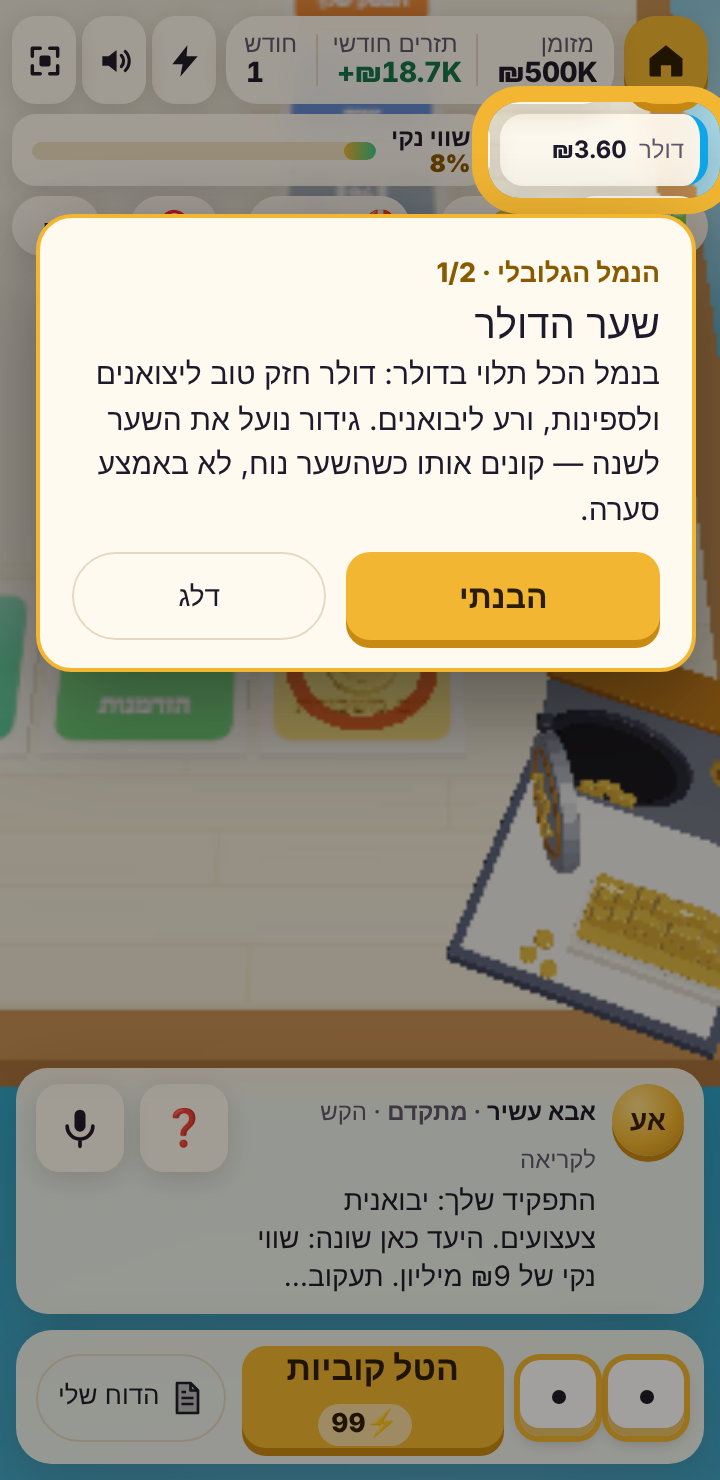 מזומן
₪500K
תזרים חודשי
+₪18.7K
חודש
1
דולר ₪3.60
שווי נקי
8%
הנמל הגלובלי · 1/2
שער הדולר
בנמל הכל תלוי בדולר: דולר חזק טוב ליצואנים
ולספינות, ורע ליבואנים. גידור נועל את השער
לשנה — קונים אותו כשהשער נוח, לא באמצע
סערה.
הבנתי
דלג
הזדמנות
אע
אבא עשיר · מתקדם · הקש
לקריאה
❓
התפקיד שלך: יבואנית
צעצועים. היעד כאן שונה: שווי
נקי של ₪9 מיליון. תעקוב...
הטל קוביות
⚡99
הדוח שלי